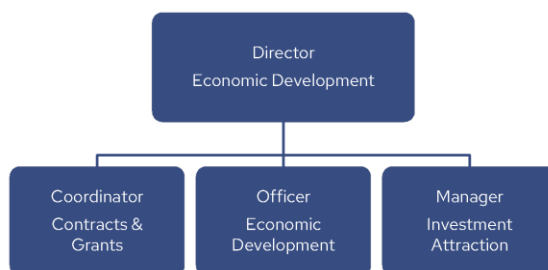 Director
Economic Development
Coordinator
Contracts &
Grants
Officer
Economic
Development
Manager
Investment
Attraction